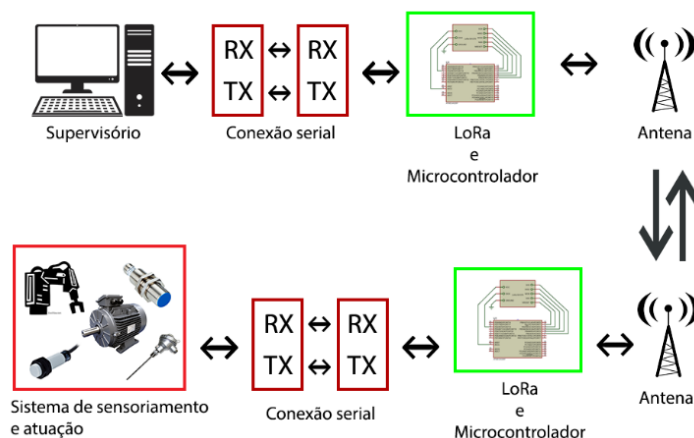 RX
RX
TX
TX
Supervisório
Conexão serial
LoRa
e
Microcontrolador
Antena
RX
RX
TX
TX
Sistema de sensoriamento
e atuação
Conexão serial
LoRa
e
Microcontrolador
Antena